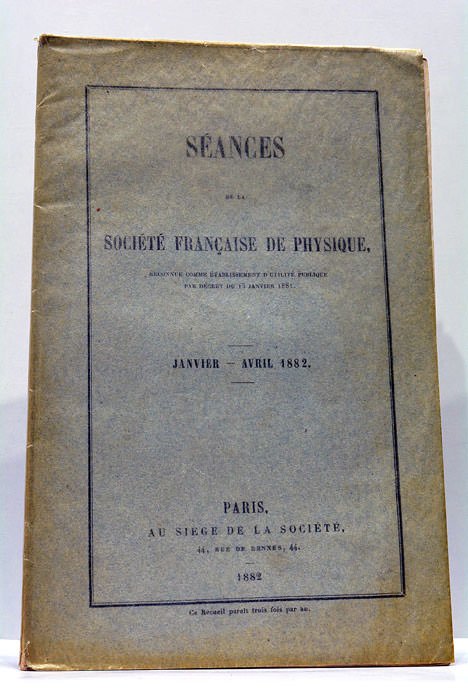 SÉANCES
DE LA
SOCIÉTÉ FRANÇAISE DE PHYSIQUE,
RECONNUE COMME ÉTABLISSEMENT D'UTILITÉ PUBLIQUE
PAR DÉCRET DU 15 JANVIER 1881.
JANVIER – AVRIL 1882.
PARIS,
AU SIÉGE DE LA SOCIÉTÉ,
44, RUE DE RENNES, 44.
1882
Ce Recueil paraît trois fois par an.